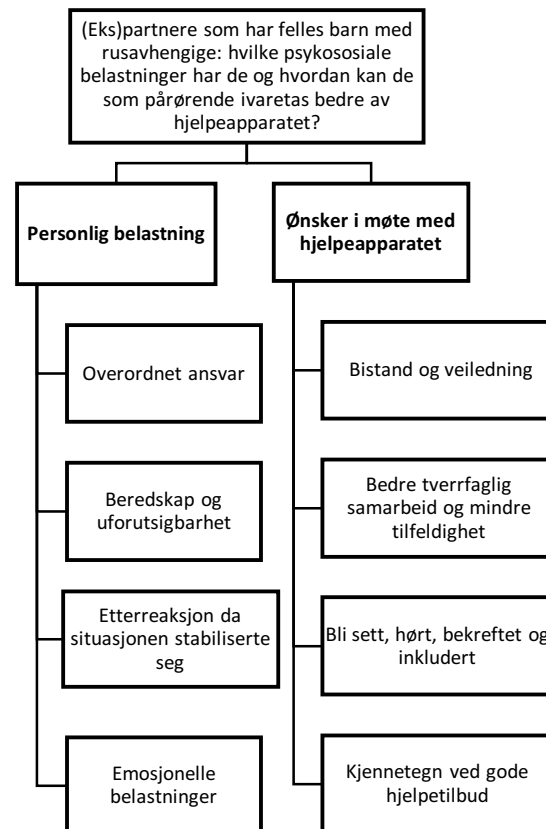 (Eks)partnere som har felles barn med
rusavhengige: hvilke psykososiale
belastninger har de og hvordan kan de
som pårørende ivaretas bedre av
hjelpeapparatet?
Personlig belastning
Overordnet ansvar
Beredskap og
uforutsigbarhet
Etterreaksjon da
situasjonen stabiliserte
seg
Emosjonelle
belastninger
Ønsker i møte med
hjelpeapparatet
Bistand og veiledning
Bedre tverrfaglig
samarbeid og mindre
tilfeldighet
Bli sett, hørt, bekreftet og
inkludert
Kjennetegn ved gode
hjelpetilbud